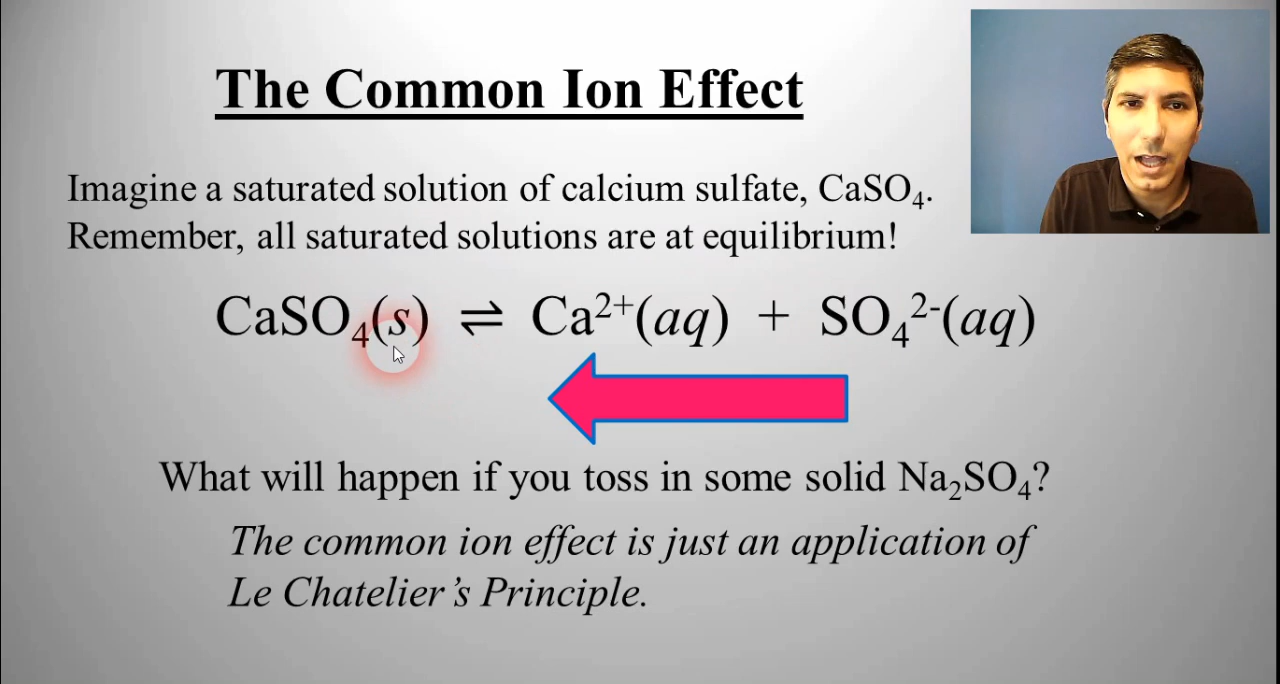 The Common Ion Effect
Imagine a saturated solution of calcium sulfate, CaSO₄.
Remember, all saturated solutions are at equilibrium!
CaSO₄(s) ⇌ Ca²⁺(aq) + SO₄²⁻(aq)
What will happen if you toss in some solid Na₂SO₄?
The common ion effect is just an application of
Le Chatelier’s Principle.